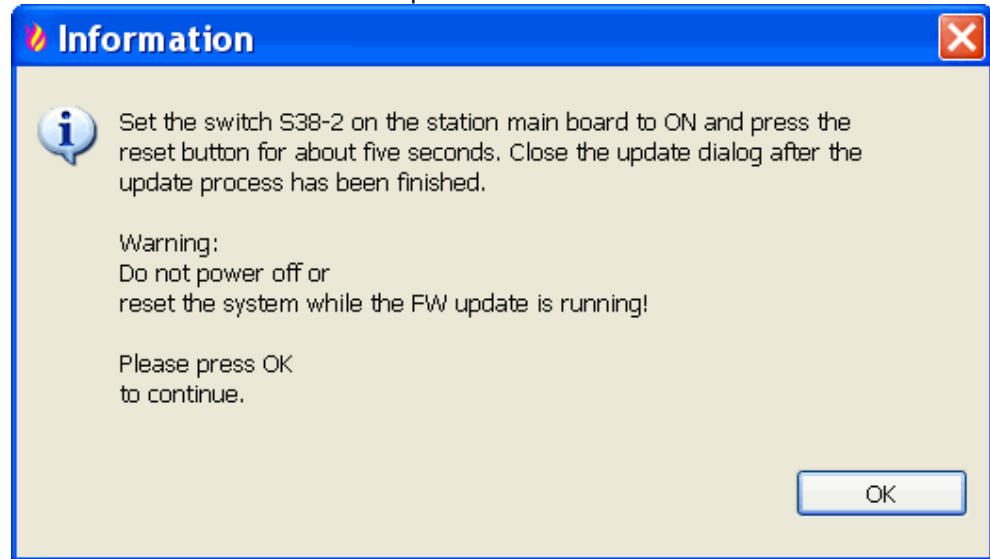 Information
Set the switch S38-2 on the station main board to ON and press the
reset button for about five seconds. Close the update dialog after the
update process has been finished.
Warning:
Do not power off or
reset the system while the FW update is running!
Please press OK
to continue.
OK